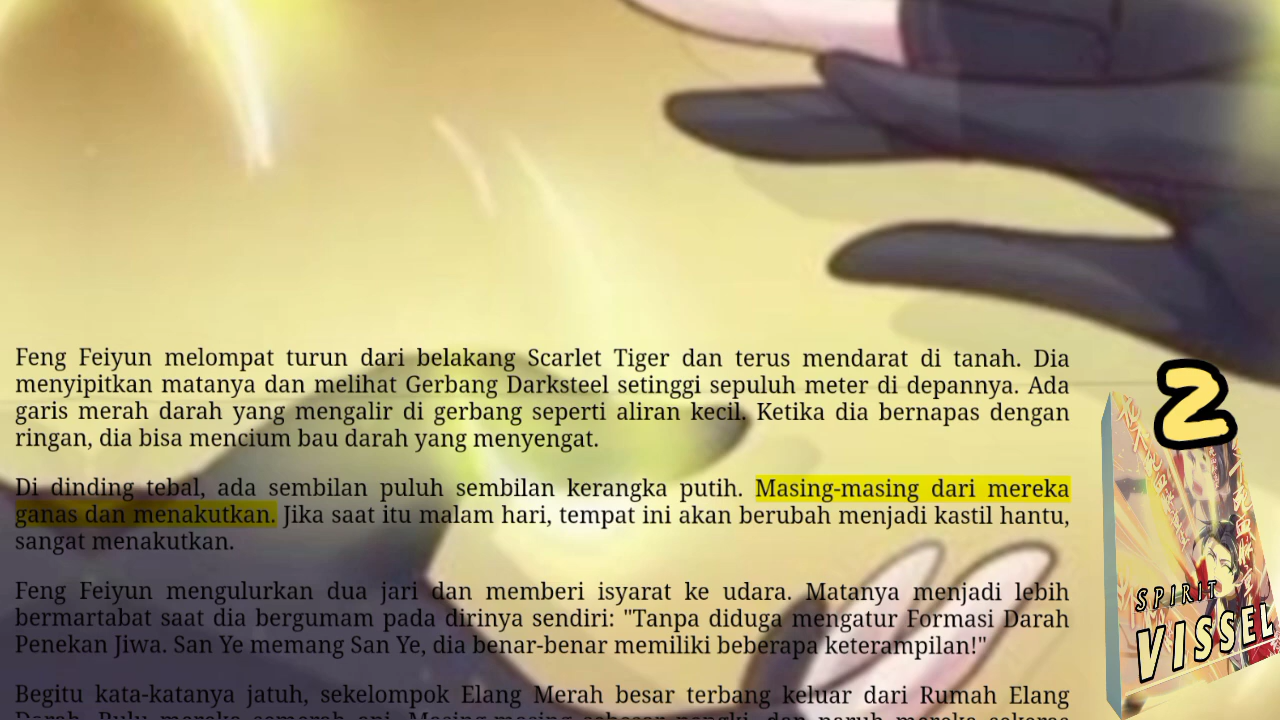 Feng Feiyun melompat turun dari belakang Scarlet Tiger dan terus mendarat di tanah. Dia
menyipitkan matanya dan melihat Gerbang Darksteel setinggi sepuluh meter di depannya. Ada
garis merah darah yang mengalir di gerbang seperti aliran kecil. Ketika dia bernapas dengan
ringan, dia bisa mencium bau darah yang menyengat.
Di dinding tebal, ada sembilan puluh sembilan kerangka putih. Masing-masing dari mereka
ganas dan menakutkan. Jika saat itu malam hari, tempat ini akan berubah menjadi kastil hantu,
sangat menakutkan.
Feng Feiyun mengulurkan dua jari dan memberi isyarat ke udara. Matanya menjadi lebih
bermartabat saat dia bergumam pada dirinya sendiri: "Tanpa diduga mengatur Formasi Darah
Penekan Jiwa. San Ye memang San Ye, dia benar-benar memiliki beberapa keterampilan!"
Begitu kata-katanya jatuh, sekelompok Elang Merah besar terbang keluar dari Rumah Elang
2
SPIRIT
VISSEL